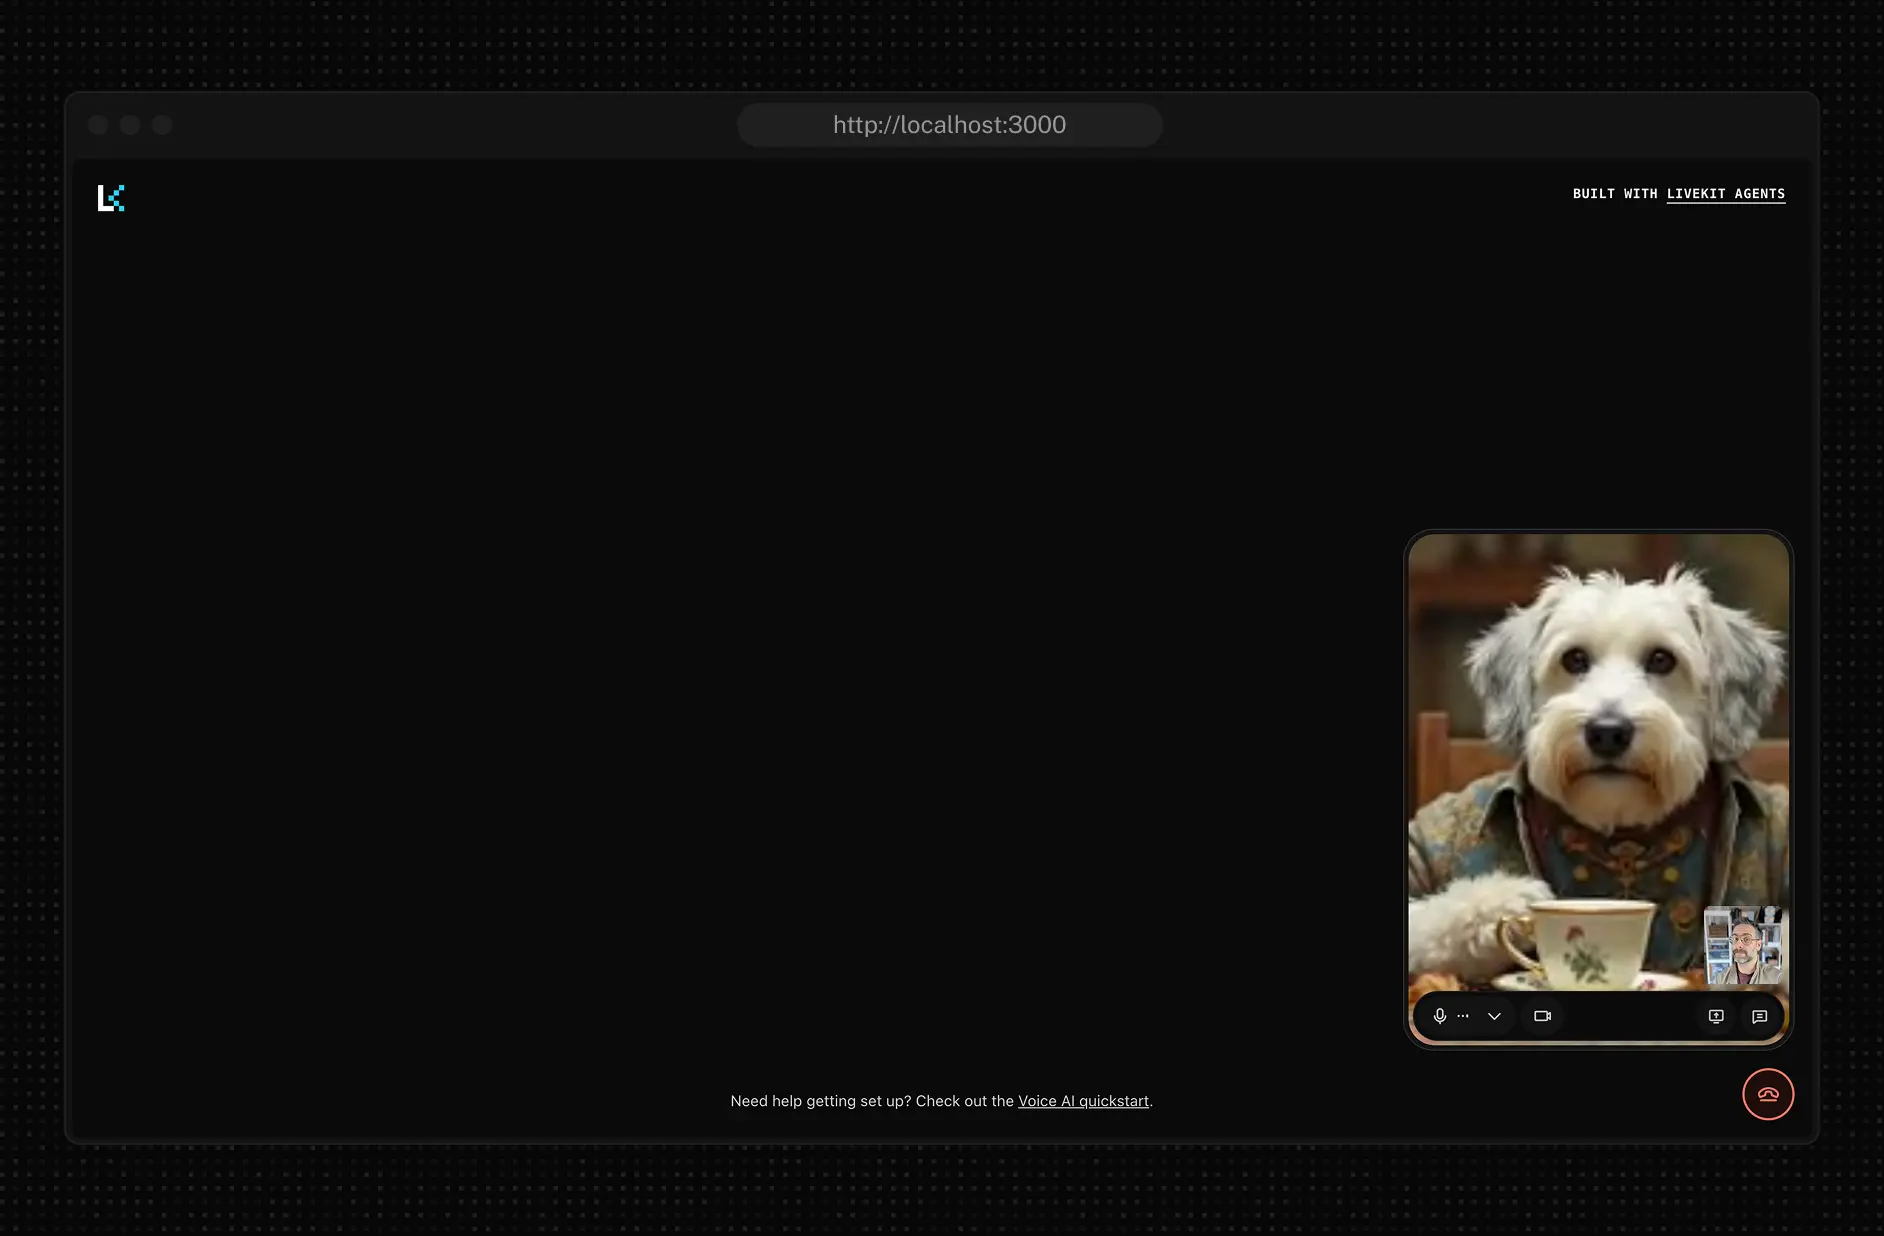 http://localhost:3000
BUILT WITH LIVEKIT AGENTS
Need help getting set up? Check out the Voice AI quickstart.